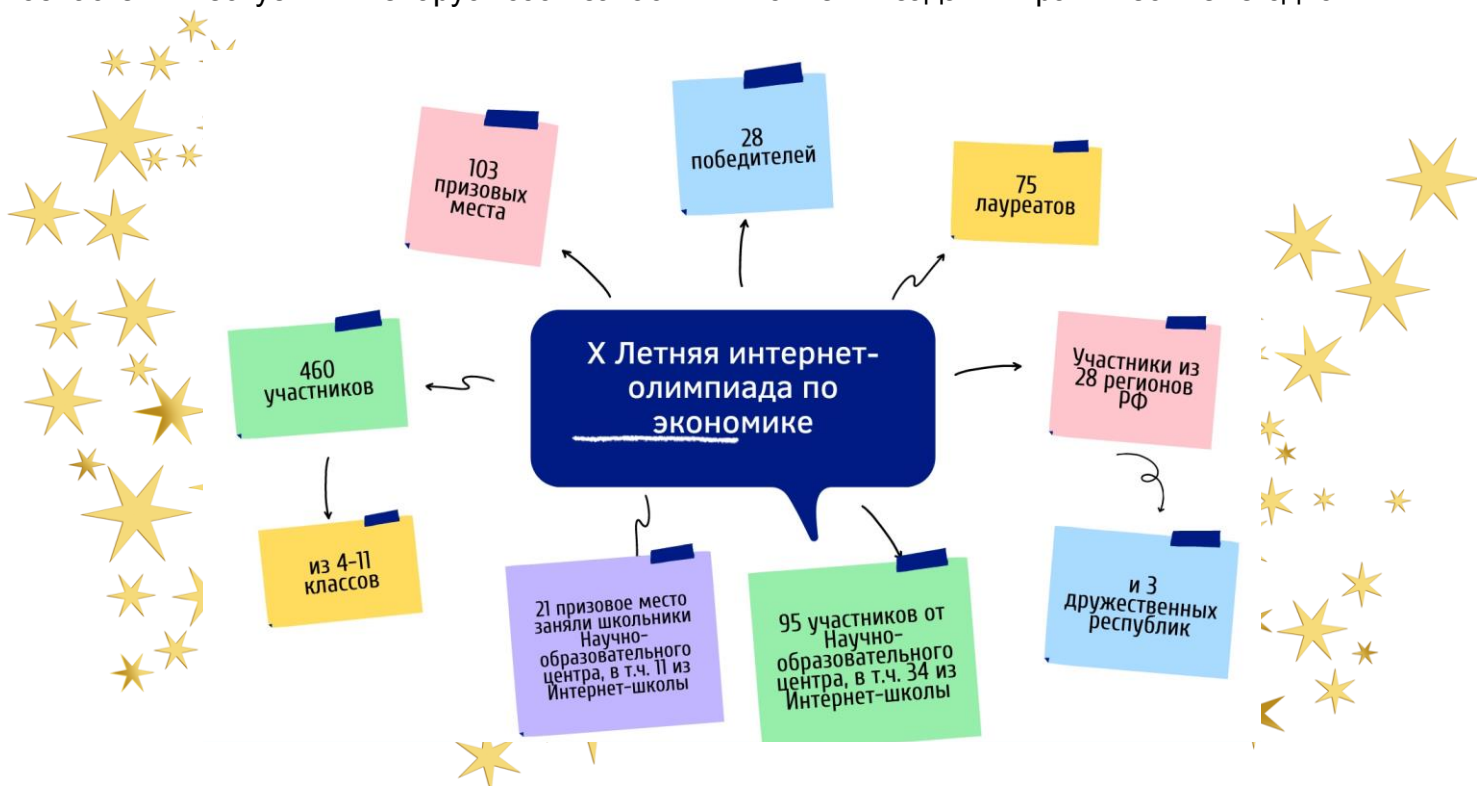 103
призовых
места
28
победителей
75
лауреатов
460
участников
X Летняя интернет-
олимпиада по
экономике
Участники из
28 регионов
РФ
из 4-11
классов
21 призовое место
заняли школьники
Научно-
образовательного
центра, в т.ч. 11 из
Интернет-школы
95 участников от
Научно-
образовательного
центра, в т.ч. 34 из
Интернет-школы
и 3
дружественных
республик